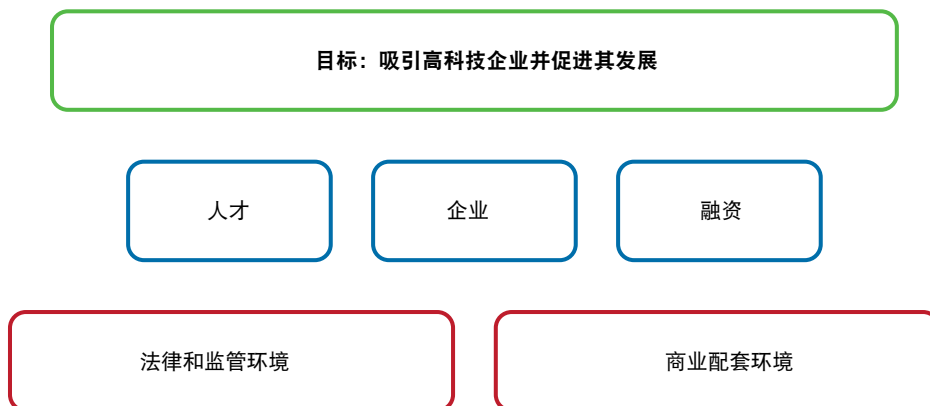 目标：吸引高科技企业并促进其发展
人才
企业
融资
法律和监管环境
商业配套环境